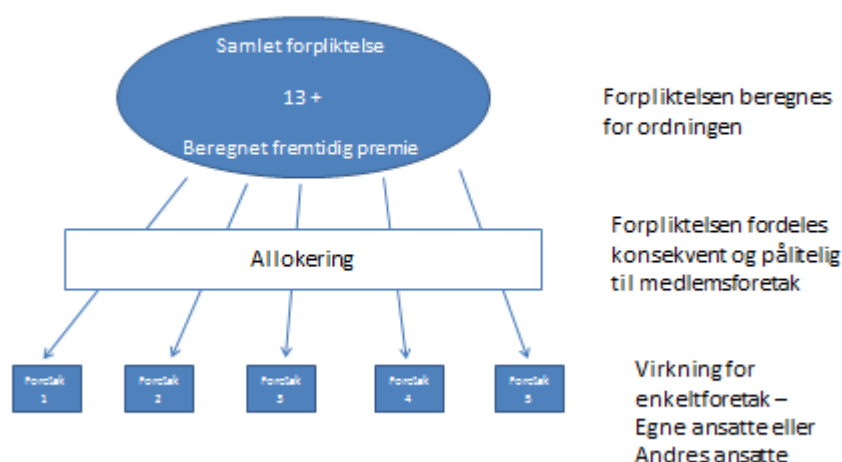 Samlet forpliktelse
13 +
Beregnet fremtidig premie
Forpliktelsen beregnes
for ordningen
Allokering
Forpliktelsen fordeles
konsekvent og pålitelig
til medlemsforetak
Foretak
1
Foretak
2
Foretak
3
Foretak
4
Foretak
5
Virkning for
enkeltforetak –
Egne ansatte eller
Andres ansatte